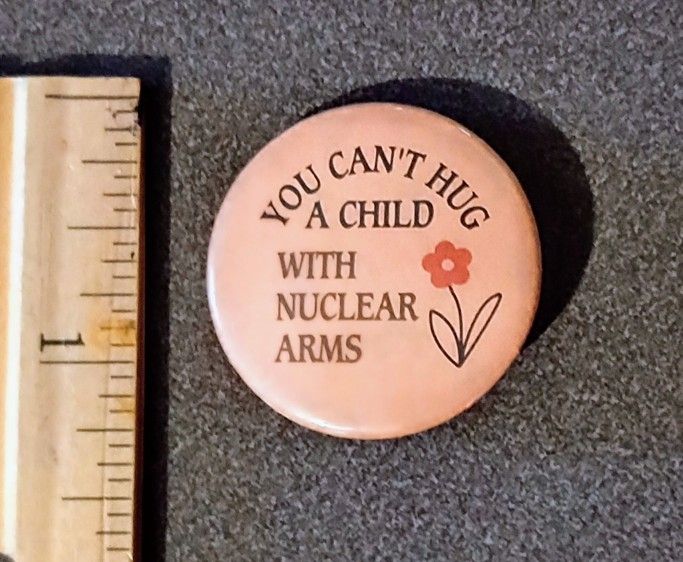 YOU CAN'T HUG
A CHILD
WITH
NUCLEAR
ARMS
1